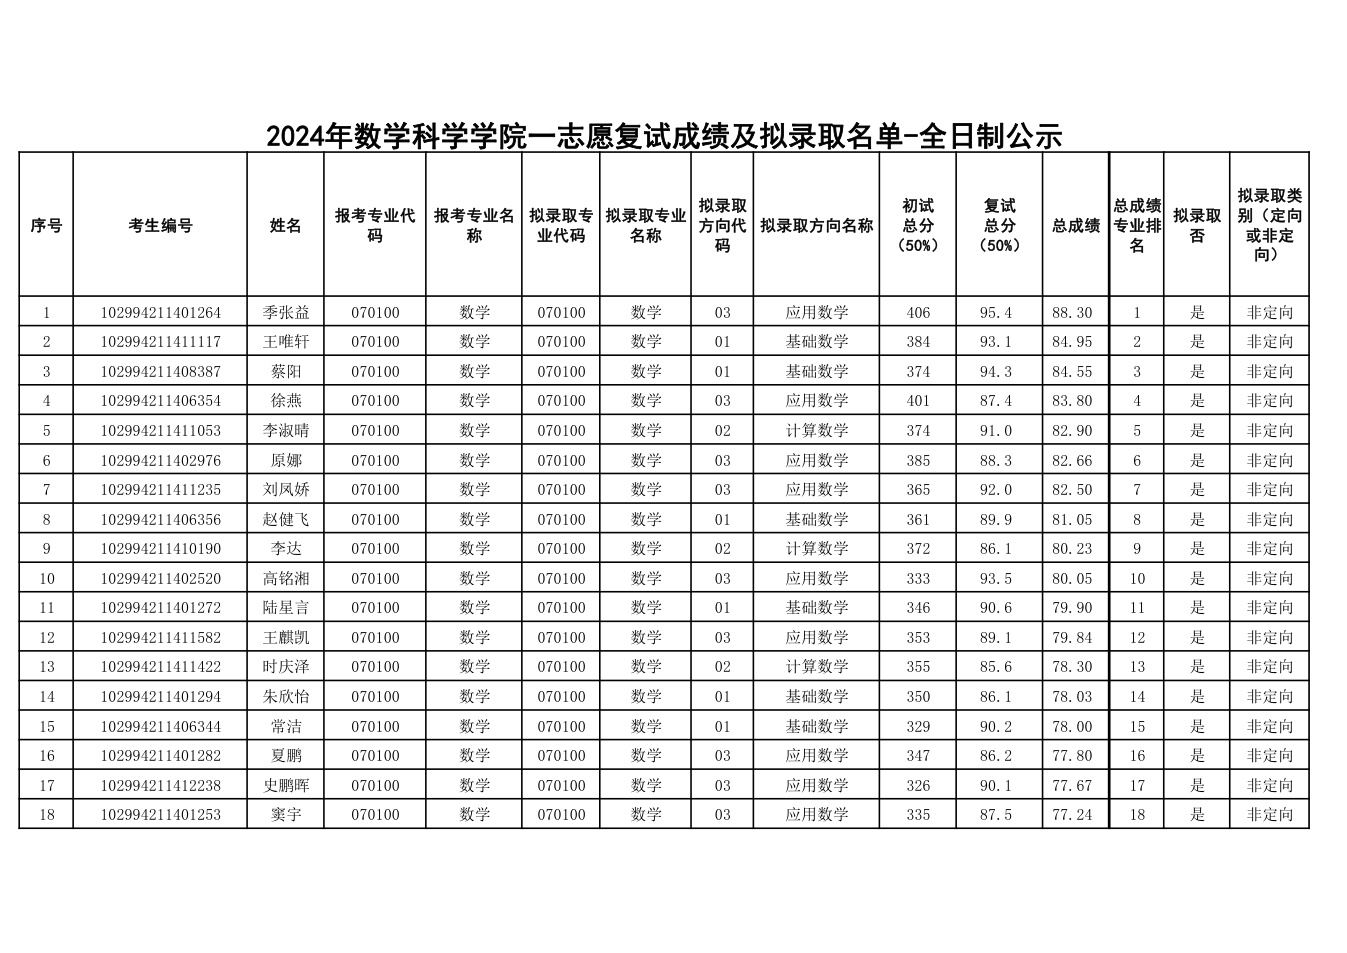 2024年数学科学学院一志愿复试成绩及拟录取名单-全日制公示
序号 考生编号 姓名 报考专业代码 报考专业名称 拟录取专业代码 拟录取专业名称 拟录取方向代码 拟录取方向名称 初试总分（50%） 复试总分（50%） 总成绩 总成绩专业排名 拟录取否 拟录取类别（定向或非定向）
1 102994211401264 季张益 070100 数学 070100 数学 03 应用数学 406 95.4 88.30 1 是 非定向
2 102994211411117 王唯轩 070100 数学 070100 数学 01 基础数学 384 93.1 84.95 2 是 非定向
3 102994211408387 蔡阳 070100 数学 070100 数学 01 基础数学 374 94.3 84.55 3 是 非定向
4 102994211406354 徐燕 070100 数学 070100 数学 03 应用数学 401 87.4 83.80 4 是 非定向
5 102994211411053 李淑晴 070100 数学 070100 数学 02 计算数学 374 91.0 82.90 5 是 非定向
6 102994211402976 原娜 070100 数学 070100 数学 03 应用数学 385 88.3 82.66 6 是 非定向
7 102994211411235 刘凤娇 070100 数学 070100 数学 03 应用数学 365 92.0 82.50 7 是 非定向
8 102994211406356 赵健飞 070100 数学 070100 数学 01 基础数学 361 89.9 81.05 8 是 非定向
9 102994211410190 李达 070100 数学 070100 数学 02 计算数学 372 86.1 80.23 9 是 非定向
10 102994211402520 高铭湘 070100 数学 070100 数学 03 应用数学 333 93.5 80.05 10 是 非定向
11 102994211401272 陆星言 070100 数学 070100 数学 01 基础数学 346 90.6 79.90 11 是 非定向
12 102994211411582 王麒凯 070100 数学 070100 数学 03 应用数学 353 89.1 79.84 12 是 非定向
13 102994211411422 时庆泽 070100 数学 070100 数学 02 计算数学 355 85.6 78.30 13 是 非定向
14 102994211401294 朱欣怡 070100 数学 070100 数学 01 基础数学 350 86.1 78.03 14 是 非定向
15 102994211406344 常洁 070100 数学 070100 数学 01 基础数学 329 90.2 78.00 15 是 非定向
16 102994211401282 夏鹏 070100 数学 070100 数学 03 应用数学 347 86.2 77.80 16 是 非定向
17 102994211412238 史鹏晖 070100 数学 070100 数学 03 应用数学 326 90.1 77.67 17 是 非定向
18 102994211401253 窦宇 070100 数学 070100 数学 03 应用数学 335 87.5 77.24 18 是 非定向